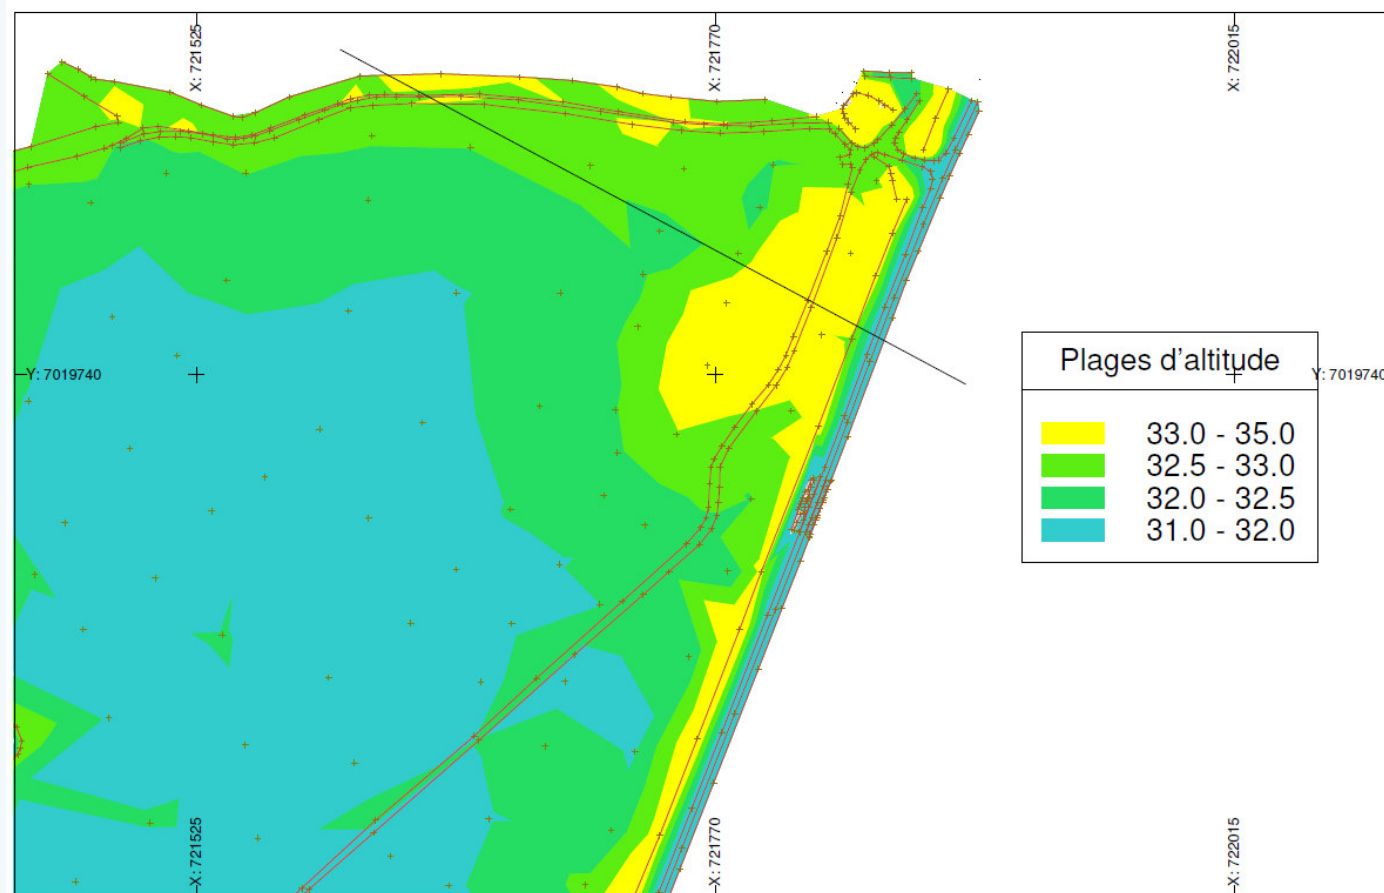 X: 721525
X: 721770
X: 722015
Y: 7019740
Y: 7019740
Plages d'altitude
33.0 - 35.0
32.5 - 33.0
32.0 - 32.5
31.0 - 32.0
X: 721525
X: 721770
X: 722015